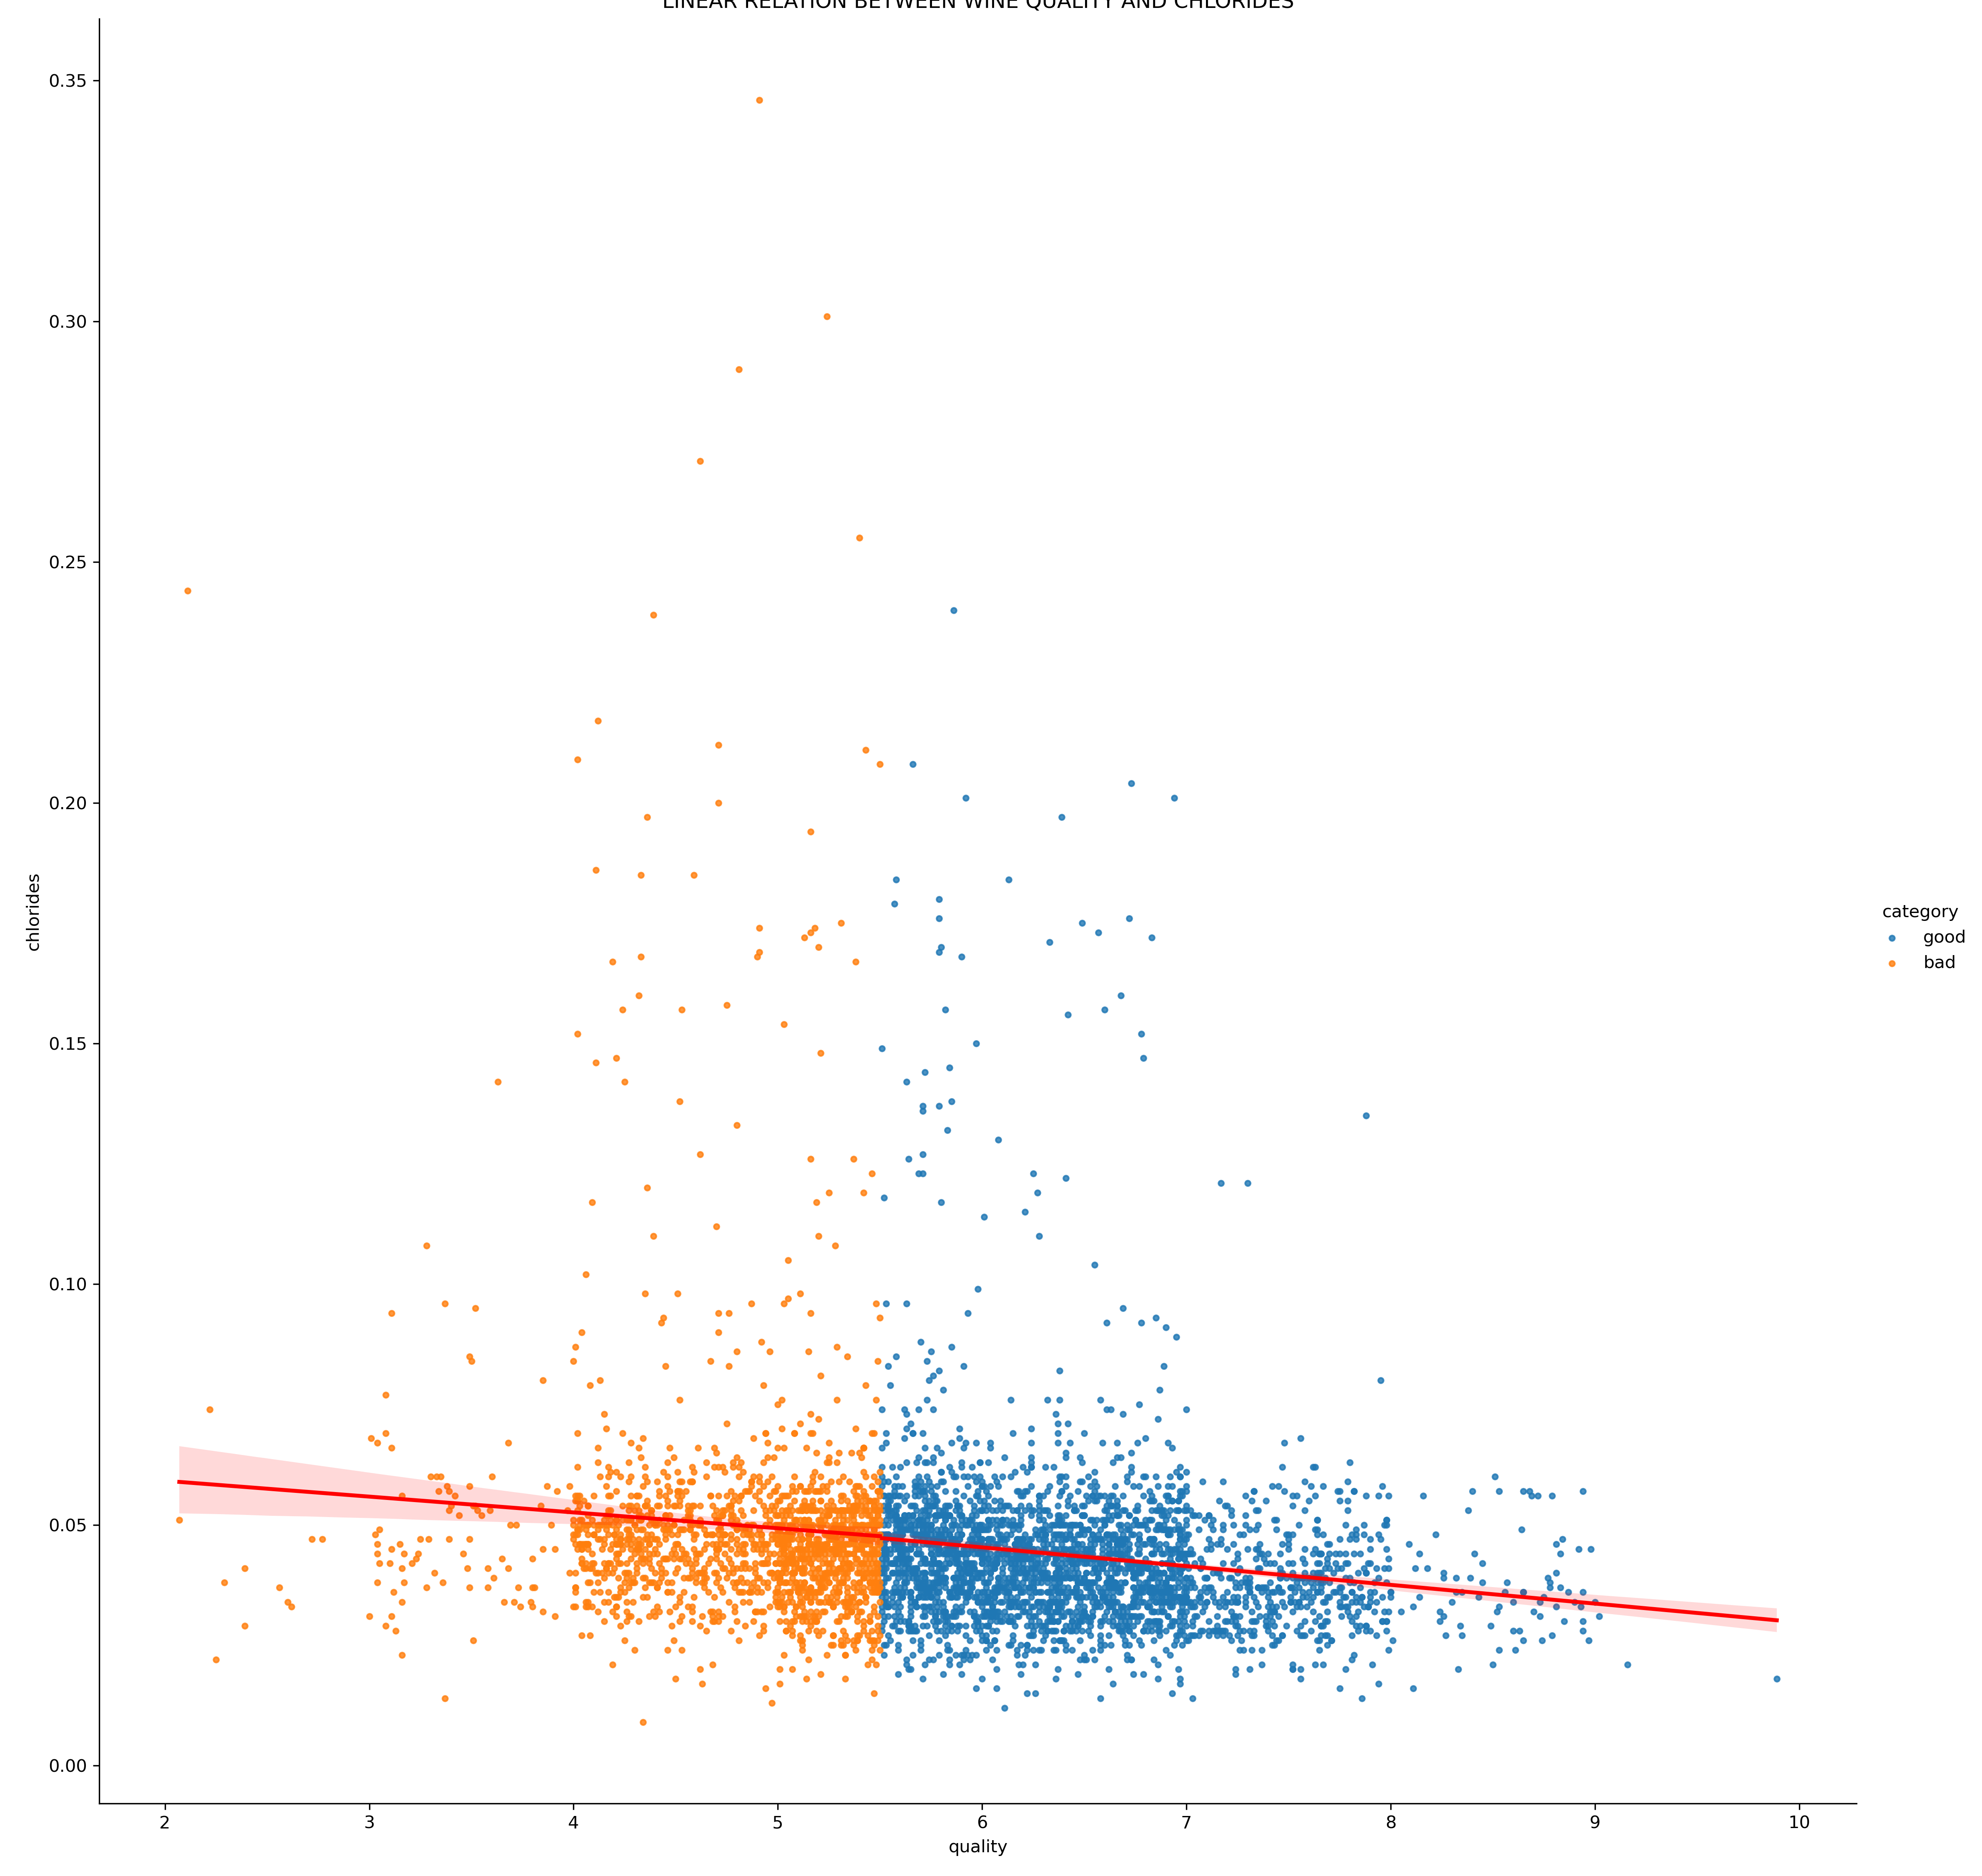 LINEAR RELATION BETWEEN WINE QUALITY AND CHLORIDES
0.35
0.30
0.25
0.20
0.15
0.10
0.05
0.00
chlorides
category
good
bad
2 3 4 5 6 7 8 9 10
quality